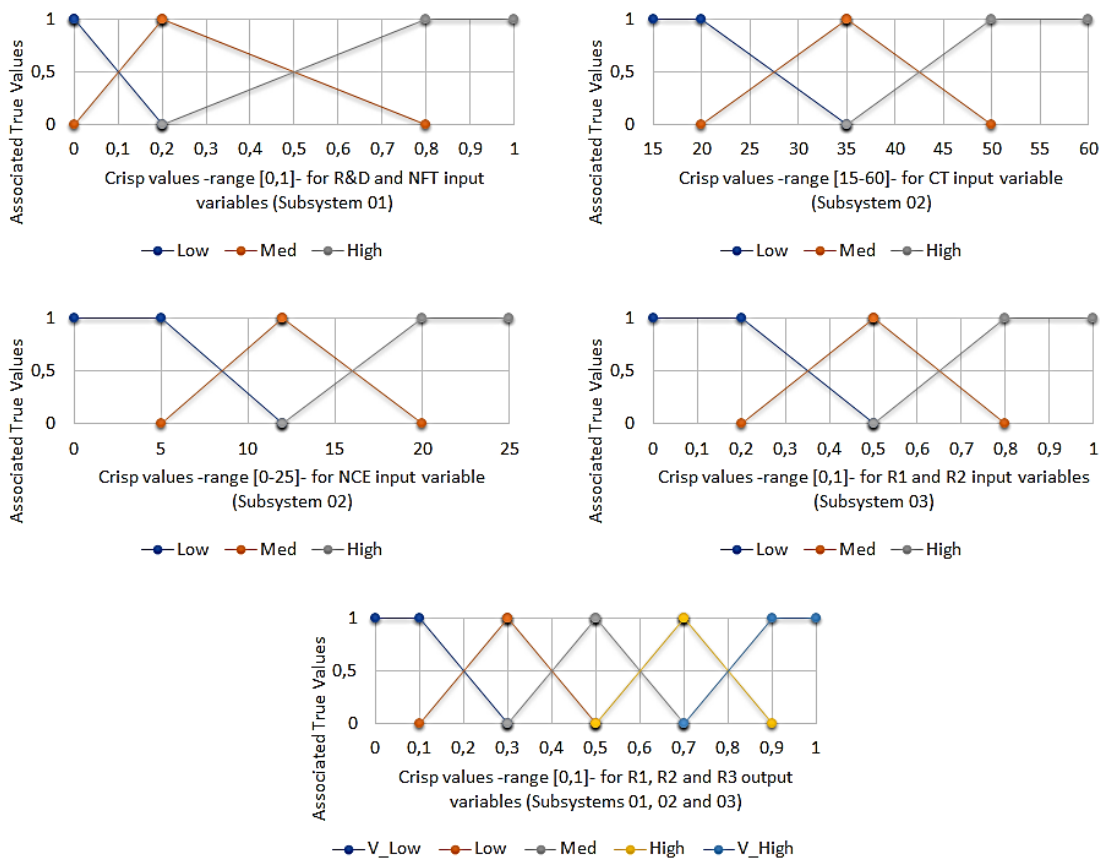 Associated True Values
1
0,5
0
0 0,1 0,2 0,3 0,4 0,5 0,6 0,7 0,8 0,9 1
Crisp values -range [0,1]- for R&D and NFT input
variables (Subsystem 01)
Low Med High
Associated True Values
1
0,5
0
15 20 25 30 35 40 45 50 55 60
Crisp values -range [15-60]- for CT input variable
(Subsystem 02)
Low Med High
Associated True Values
1
0,5
0
0 5 10 15 20 25
Crisp values -range [0-25]- for NCE input variable
(Subsystem 02)
Low Med High
Associated True Values
1
0,5
0
0 0,1 0,2 0,3 0,4 0,5 0,6 0,7 0,8 0,9 1
Crisp values -range [0,1]- for R1 and R2 input variables
(Subsystem 03)
Low Med High
Associated True Values
1
0,5
0
0 0,1 0,2 0,3 0,4 0,5 0,6 0,7 0,8 0,9 1
Crisp values -range [0,1]- for R1, R2 and R3 output
variables (Subsystems 01, 02 and 03)
V_Low Low Med High V_High